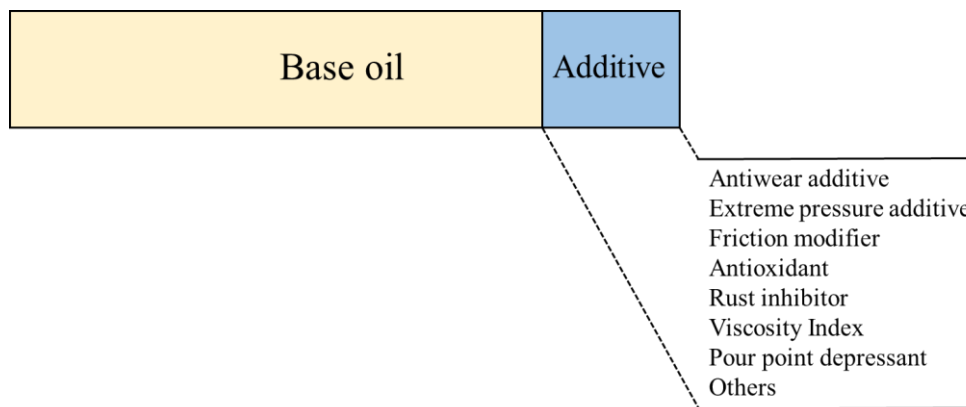 Base oil
Additive
Antiwear additive
Extreme pressure additive
Friction modifier
Antioxidant
Rust inhibitor
Viscosity Index
Pour point depressant
Others